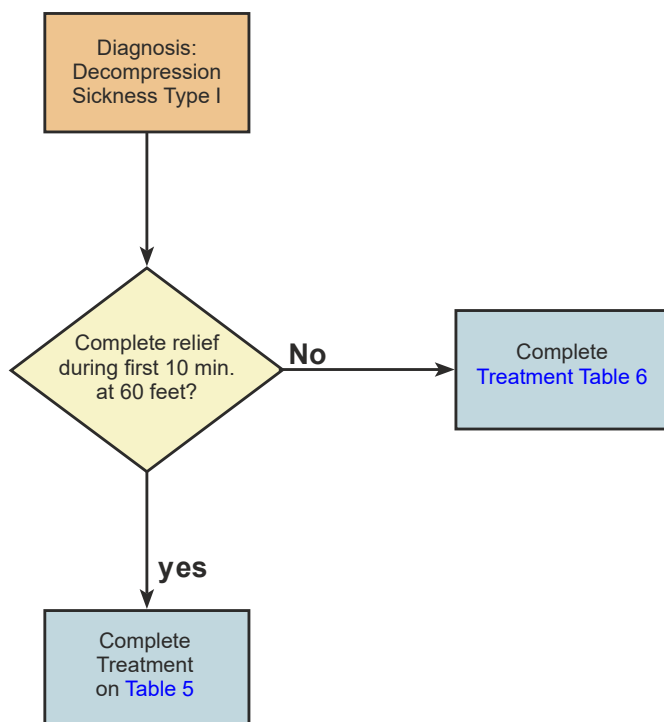 Diagnosis:
Decompression
Sickness Type I
Complete relief
during first 10 min.
at 60 feet?
No
Complete
Treatment Table 6
yes
Complete
Treatment
on Table 5